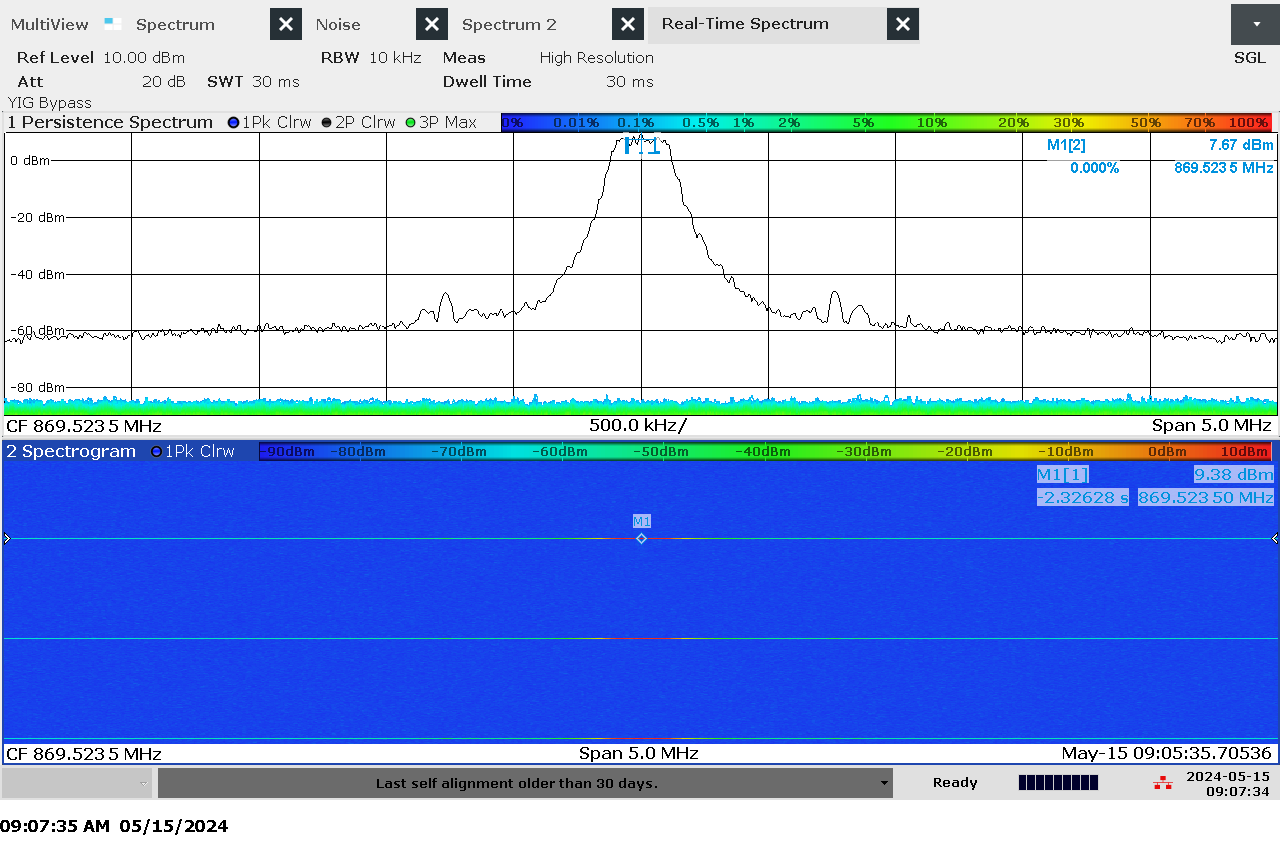 MultiView Spectrum Noise Spectrum 2 Real-Time Spectrum
Ref Level 10.00 dBm RBW 10 kHz Meas High Resolution SGL
Att 20 dB SWT 30 ms Dwell Time 30 ms
YIG Bypass
1 Persistence Spectrum 1Pk Clrw 2P Clrw 3P Max 0% 0.01% 0.1% 0.5% 1% 2% 5% 10% 20% 30% 50% 70% 100%
M1[2] 7.67 dBm
0.000% 869.523 5 MHz
0 dBm
-20 dBm
-40 dBm
-60 dBm
-80 dBm
CF 869.523 5 MHz 500.0 kHz/ Span 5.0 MHz
2 Spectrogram 1Pk Clrw -90dBm -80dBm -70dBm -60dBm -50dBm -40dBm -30dBm -20dBm -10dBm 0dBm 10dBm
M1[1] 9.38 dBm
-2.32628 s 869.523 50 MHz
M1
CF 869.523 5 MHz Span 5.0 MHz May-15 09:05:35.70536
Last self alignment older than 30 days. Ready 2024-05-15
09:07:34
09:07:35 AM 05/15/2024